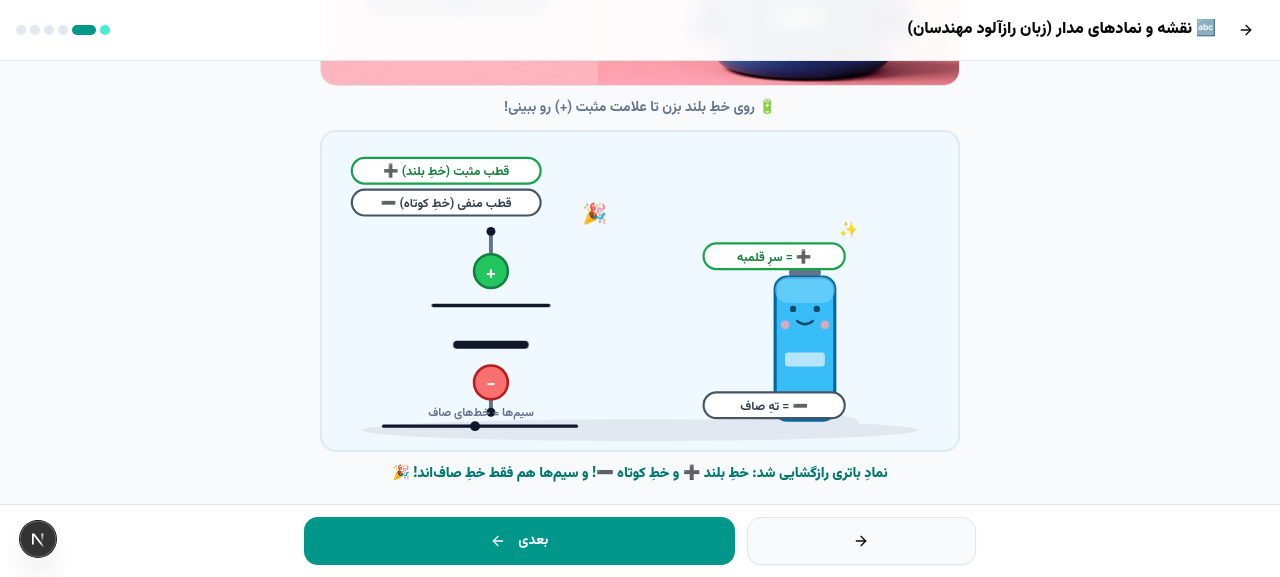 🔤 نقشه و نمادهای مدار (زبان رازآلود مهندسان)
🔋 روی خطِ بلند بزن تا علامت مثبت (+) رو ببینی!
قطب مثبت (خطِ بلند) ➕
قطب منفی (خطِ کوتاه) ➖
+
−
سیم‌ها = خط‌های صاف
➕ = سرِ قلمبه
➖ = تهِ صاف
نمادِ باتری رازگشایی شد: خطِ بلند ➕ و خطِ کوتاه ➖! و سیم‌ها هم فقط خطِ صاف‌اند! 🎉
بعدی
N